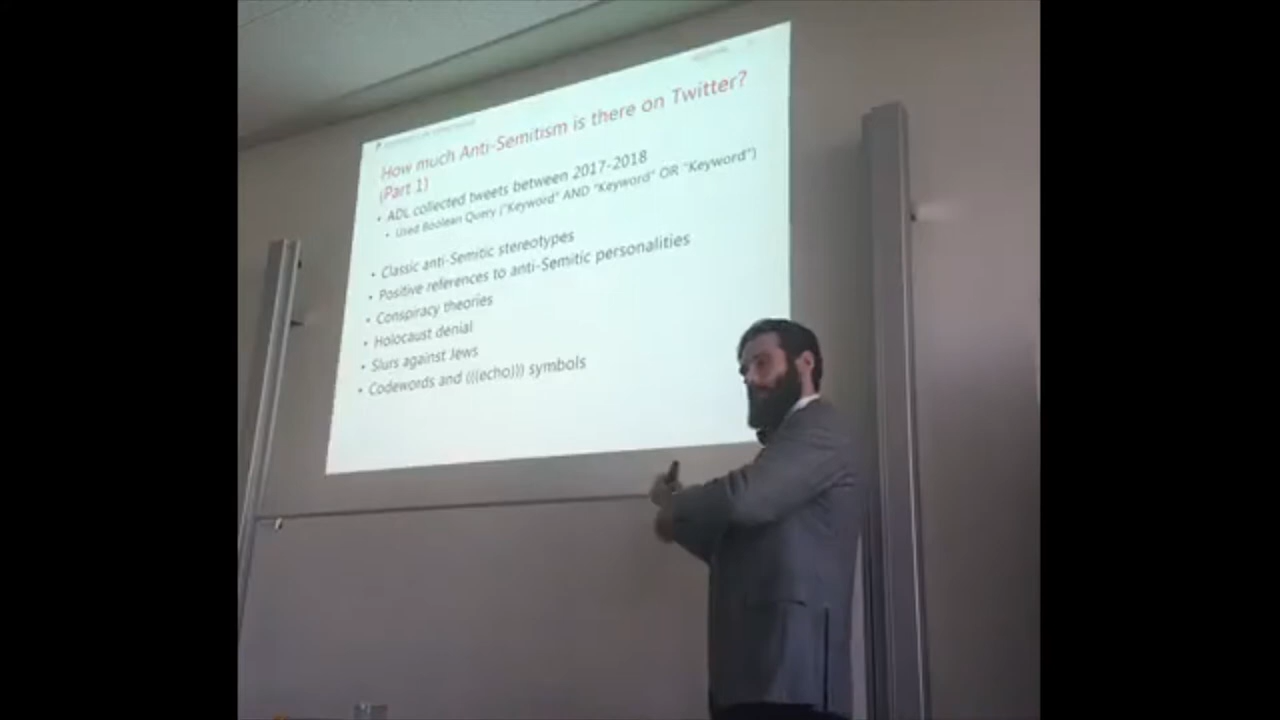 How much Anti-Semitism is there on Twitter?
(Part 1)
• ADL collected tweets between 2017-2018
• Used Boolean Query ("Keyword" AND "Keyword" OR "Keyword")
• Classic anti-Semitic stereotypes
• Positive references to anti-Semitic personalities
• Conspiracy theories
• Holocaust denial
• Slurs against Jews
• Codewords and (((echo))) symbols